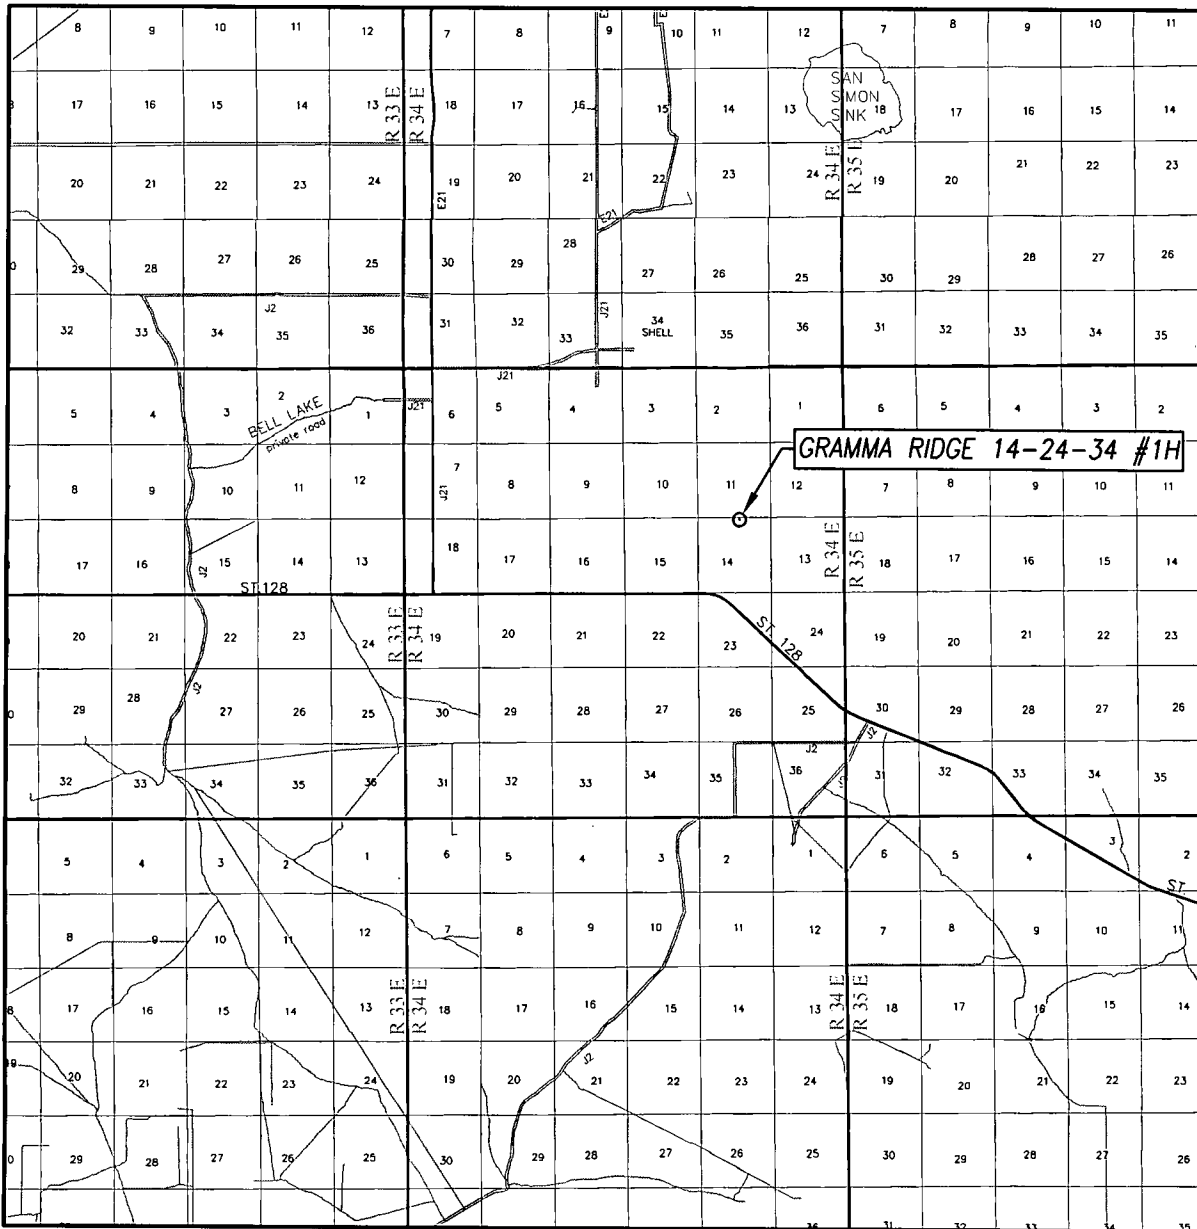 8 9 10 11 12 7 8 9 10 11 12 7 8 9 10 11
SAN
SIMON
SINK
17 16 15 14 13 18 17 16 15 14 13 18 17 16 15 14
R 33 E
R 34 E
20 21 22 23 24 19 20 21 22 23 24 19 20 21 22 23
R 34 E
R 35 E
E21
E21
29 28 27 26 25 30 29 28 27 26 25 30 29 28 27 26
J2
J21
32 33 34 35 36 31 32 33 34 35 36 31 32 33 34 35
SHELL
J21
5 4 3 2 1 6 5 4 3 2 1 6 5 4 3 2
BELL LAKE
private road
J21
GRAMMA RIDGE 14-24-34 #1H
8 9 10 11 12 7 8 9 10 11 12 7 8 9 10 11
J21
17 16 15 14 13 18 17 16 15 14 13 18 17 16 15 14
R 34 E
R 35 E
J2
ST.128
R 33 E
R 34 E
20 21 22 23 24 19 20 21 22 23 24 19 20 21 22 23
ST. 128
J2
29 28 27 26 25 30 29 28 27 26 25 30 29 28 27 26
J2
J2
32 33 34 35 36 31 32 33 34 35 36 31 32 33 34 35
5 4 3 2 1 6 5 4 3 2 1 6 5 4 3 2
ST.
8 9 10 11 12 7 8 9 10 11 12 7 8 9 10 11
R 33 E
R 34 E
R 34 E
R 35 E
17 16 15 14 13 18 17 16 15 14 13 18 17 16 15 14
J2
19 20 21 22 23 24 19 20 21 22 23 24 19 20 21 22 23
29 28 27 26 25 30 29 28 27 26 25 30 29 28 27 26
36 31 32 33 34 35